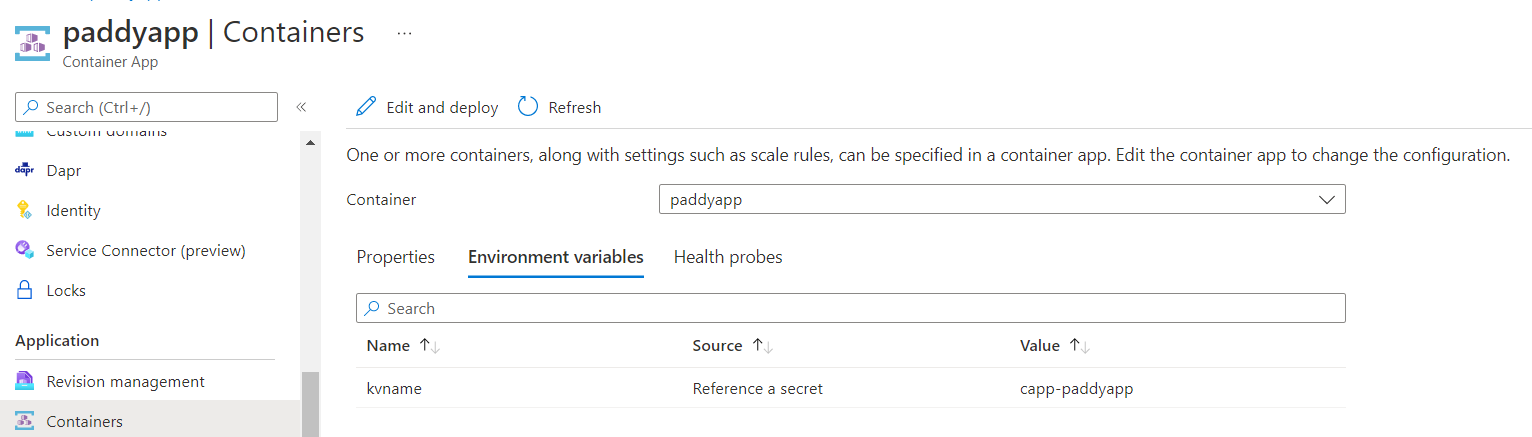 paddyapp | Containers ...
Container App
Search (Ctrl+/) «
Edit and deploy Refresh
Custom domains
dapr Dapr
Identity
Service Connector (preview)
Locks
Application
Revision management
Containers
One or more containers, along with settings such as scale rules, can be specified in a container app. Edit the container app to change the configuration.
Container paddyapp
Properties Environment variables Health probes
Search
Name ↑↓ Source ↑↓ Value ↑↓
kvname Reference a secret capp-paddyapp